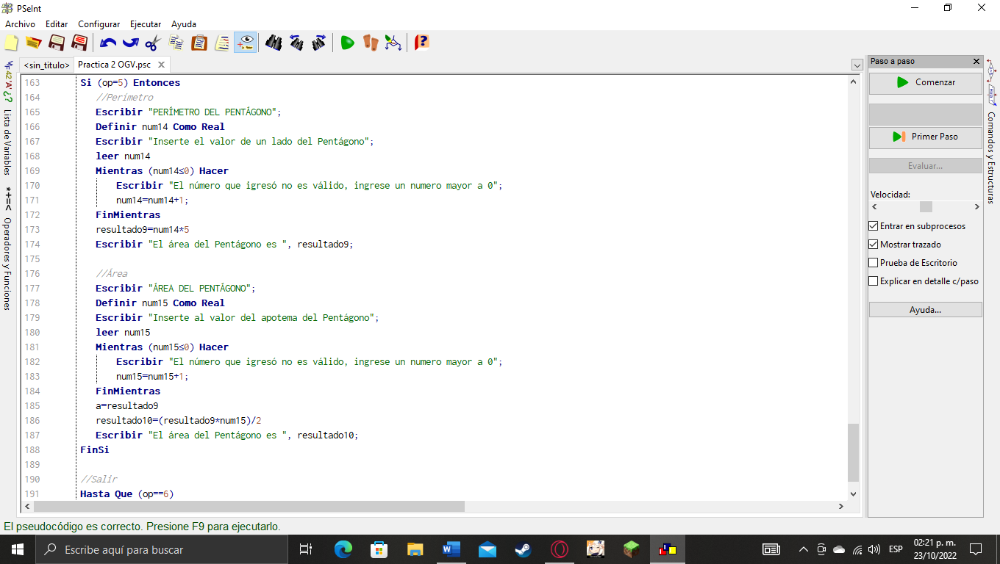 PSeInt
Archivo Editar Configurar Ejecutar Ayuda
<sin_titulo> Practica 2 OGV.psc
163 Si (op=5) Entonces
164 //Perímetro
165 Escribir "PERÍMETRO DEL PENTÁGONO";
166 Definir num14 Como Real
167 Escribir "Inserte el valor de un lado del Pentágono";
168 leer num14
169 Mientras (num14≤0) Hacer
170 Escribir "El número que igresó no es válido, ingrese un numero mayor a 0";
171 num14=num14+1;
172 FinMientras
173 resultado9=num14*5
174 Escribir "El área del Pentágono es ", resultado9;
175
176 //Área
177 Escribir "ÁREA DEL PENTÁGONO";
178 Definir num15 Como Real
179 Escribir "Inserte al valor del apotema del Pentágono";
180 leer num15
181 Mientras (num15≤0) Hacer
182 Escribir "El número que igresó no es válido, ingrese un numero mayor a 0";
183 num15=num15+1;
184 FinMientras
185 a=resultado9
186 resultado10=(resultado9*num15)/2
187 Escribir "El área del Pentágono es ", resultado10;
188 FinSi
189
190 //Salir
191 Hasta Que (op==6)
42 'A' ¿?
Lista de Variables
*+=<
Operadores y Funciones
Paso a paso
Comenzar
Primer Paso
Evaluar...
Velocidad:
Entrar en subprocesos
Mostrar trazado
Prueba de Escritorio
Explicar en detalle c/paso
Ayuda...
Comandos y Estructuras
El pseudocódigo es correcto. Presione F9 para ejecutarlo.
Escribe aquí para buscar
ESP
02:21 p. m.
23/10/2022